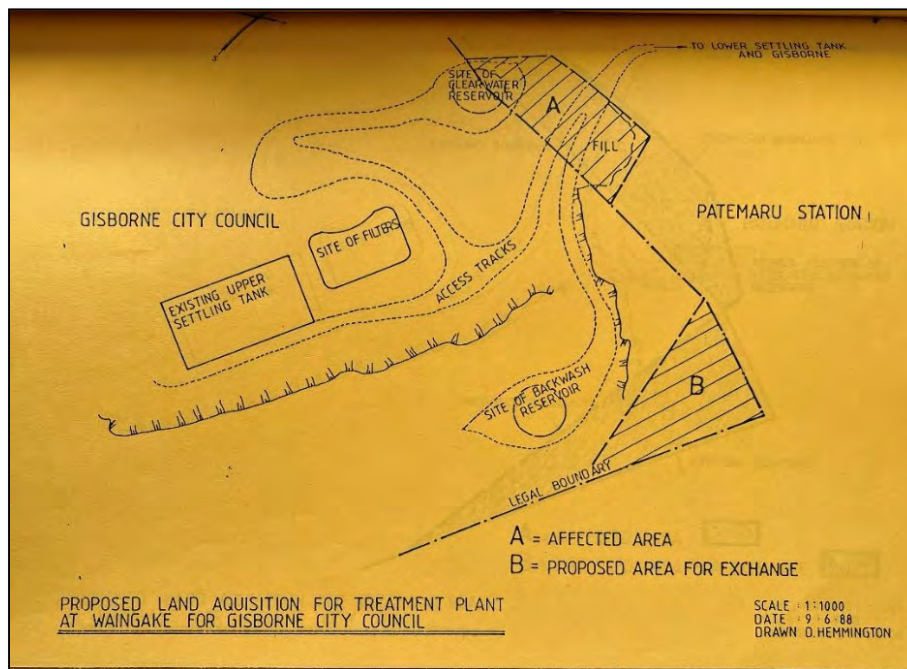 TO LOWER SETTLING TANK
AND GISBORNE
SITE OF
CLEARWATER
RESERVOIR
A
FILL
GISBORNE CITY COUNCIL
PATEMARU STATION
SITE OF FILTERS
ACCESS TRACKS
EXISTING UPPER
SETTLING TANK
B
SITE OF BACKWASH
RESERVOIR
LEGAL BOUNDARY
A = AFFECTED AREA
B = PROPOSED AREA FOR EXCHANGE
PROPOSED LAND AQUISITION FOR TREATMENT PLANT
AT WAINGAKE FOR GISBORNE CITY COUNCIL
SCALE : 1:1000
DATE : 9·6·88
DRAWN D.HEMMINGTON